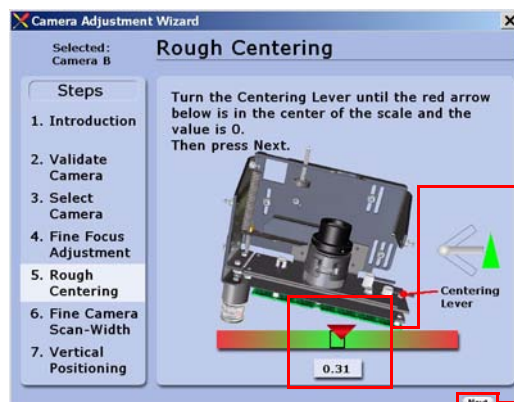 Camera Adjustment Wizard
Selected:
Camera B
Rough Centering
Steps
1. Introduction
2. Validate
Camera
3. Select
Camera
4. Fine Focus
Adjustment
5. Rough
Centering
6. Fine Camera
Scan-Width
7. Vertical
Positioning
Turn the Centering Lever until the red arrow
below is in the center of the scale and the
value is 0.
Then press Next.
Centering
Lever
0.31
Next